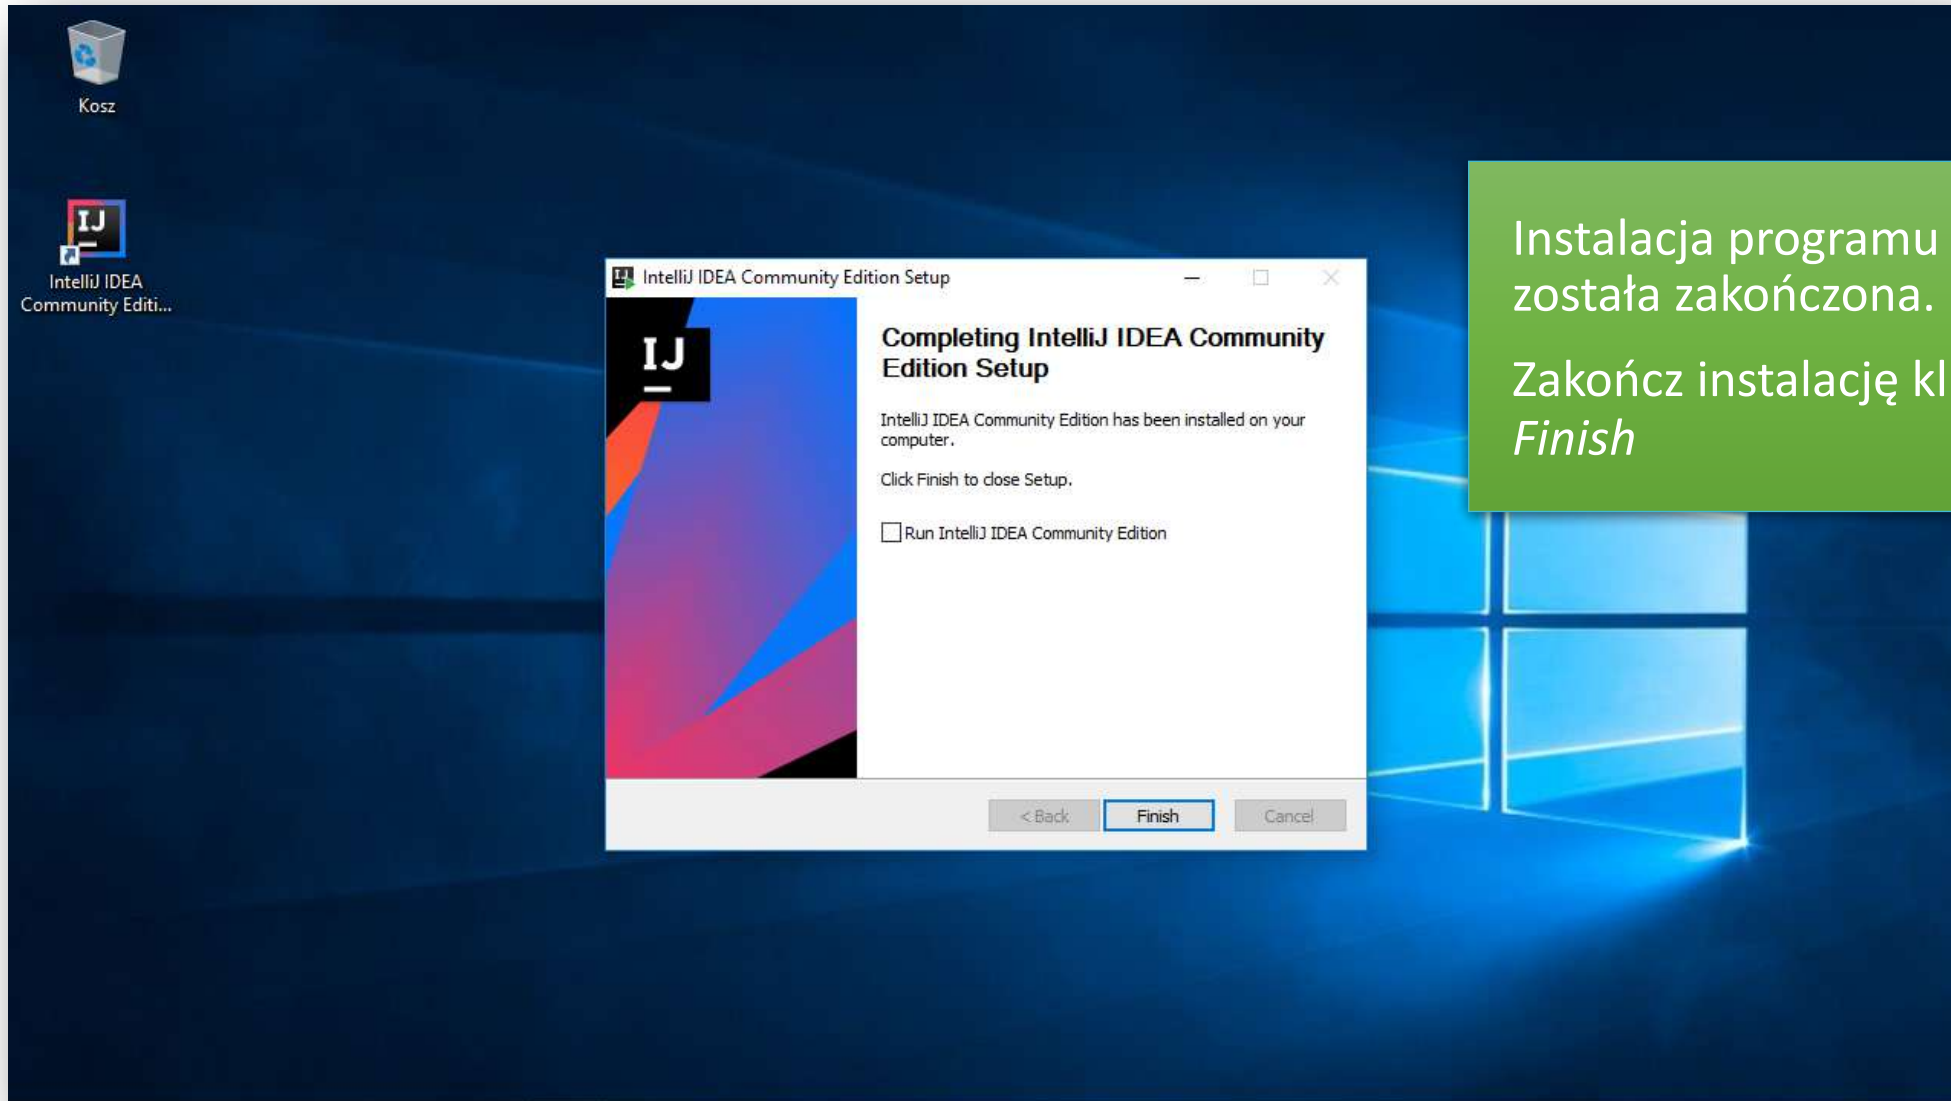 Kosz
IJ
IntelliJ IDEA
Community Editi...
IntelliJ IDEA Community Edition Setup
IJ
Completing IntelliJ IDEA Community
Edition Setup
IntelliJ IDEA Community Edition has been installed on your
computer.
Click Finish to close Setup.
Run IntelliJ IDEA Community Edition
< Back
Finish
Cancel
Instalacja programu
została zakończona.
Zakończ instalację kl
Finish